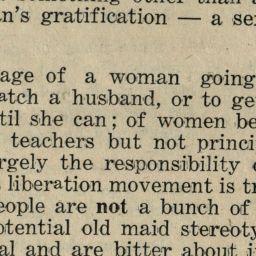 n's gratification — a se
age of a woman going
atch a husband, or to ge
til she can; of women be
teachers but not princi
rgely the responsibility
liberation movement is tr
eople are not a bunch of
otential old maid stereoty
al and are bitter about